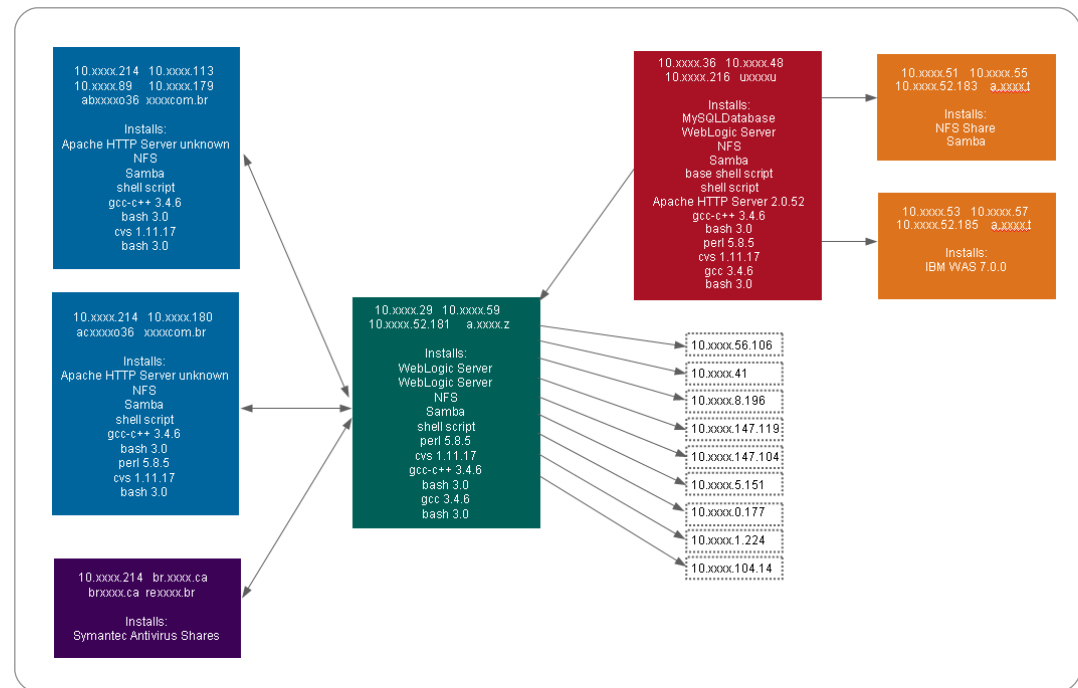 10.xxxx.214 10.xxxx.113
10.xxxx.89 10.xxxx.179
abxxxxo36 xxxxcom.br
Installs:
Apache HTTP Server unknown
NFS
Samba
shell script
gcc-c++ 3.4.6
bash 3.0
cvs 1.11.17
bash 3.0
10.xxxx.214 10.xxxx.180
acxxxxo36 xxxxcom.br
Installs:
Apache HTTP Server unknown
NFS
Samba
shell script
gcc-c++ 3.4.6
bash 3.0
perl 5.8.5
cvs 1.11.17
bash 3.0
10.xxxx.214 br.xxxx.ca
brxxxx.ca rexxxx.br
Installs:
Symantec Antivirus Shares
10.xxxx.29 10.xxxx.59
10.xxxx.52.181 a.xxxx.z
Installs:
WebLogic Server
WebLogic Server
NFS
Samba
shell script
perl 5.8.5
cvs 1.11.17
gcc-c++ 3.4.6
bash 3.0
gcc 3.4.6
bash 3.0
10.xxxx.36 10.xxxx.48
10.xxxx.216 uxxxxu
Installs:
MySQLDatabase
WebLogic Server
NFS
Samba
base shell script
shell script
Apache HTTP Server 2.0.52
gcc-c++ 3.4.6
bash 3.0
perl 5.8.5
cvs 1.11.17
gcc 3.4.6
bash 3.0
10.xxxx.51 10.xxxx.55
10.xxxx.52.183 a.xxxx.t
Installs:
NFS Share
Samba
10.xxxx.53 10.xxxx.57
10.xxxx.52.185 a.xxxx.t
Installs:
IBM WAS 7.0.0
10.xxxx.56.106
10.xxxx.41
10.xxxx.8.196
10.xxxx.147.119
10.xxxx.147.104
10.xxxx.5.151
10.xxxx.0.177
10.xxxx.1.224
10.xxxx.104.14